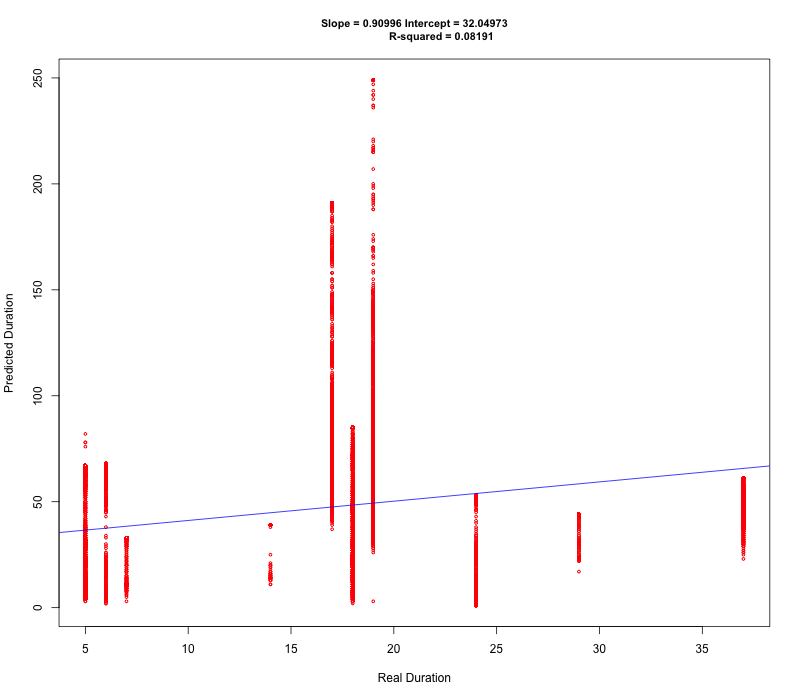 Slope = 0.90996 Intercept = 32.04973
R-squared = 0.08191
250
200
150
100
50
0
Predicted Duration
5 10 15 20 25 30 35
Real Duration